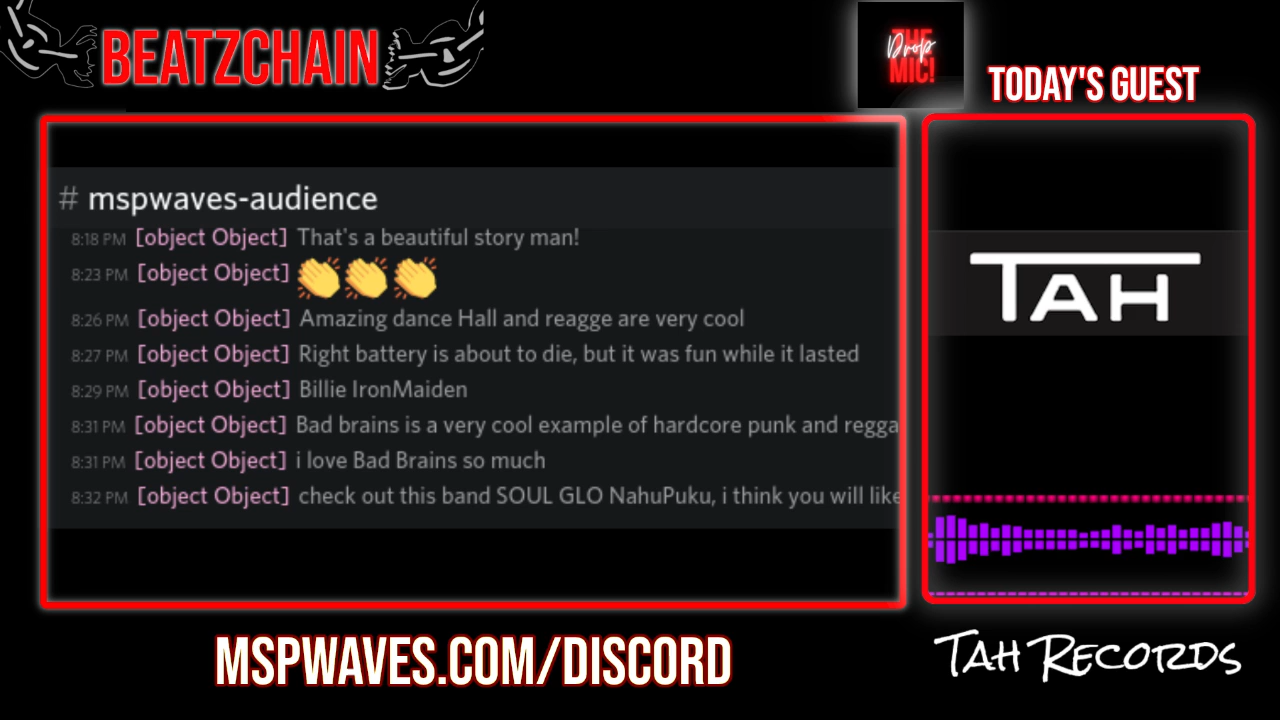 BEATZCHAIN
THE
Drop
MIC!
TODAY'S GUEST
# mspwaves-audience
8:18 PM [object Object] That's a beautiful story man!
8:23 PM [object Object] 👏👏👏
8:26 PM [object Object] Amazing dance Hall and reagge are very cool
8:27 PM [object Object] Right battery is about to die, but it was fun while it lasted
8:29 PM [object Object] Billie IronMaiden
8:31 PM [object Object] Bad brains is a very cool example of hardcore punk and regga
8:31 PM [object Object] i love Bad Brains so much
8:32 PM [object Object] check out this band SOUL GLO NahuPuku, i think you will like
TAH
MSPWAVES.COM/DISCORD
TAH RECORDS